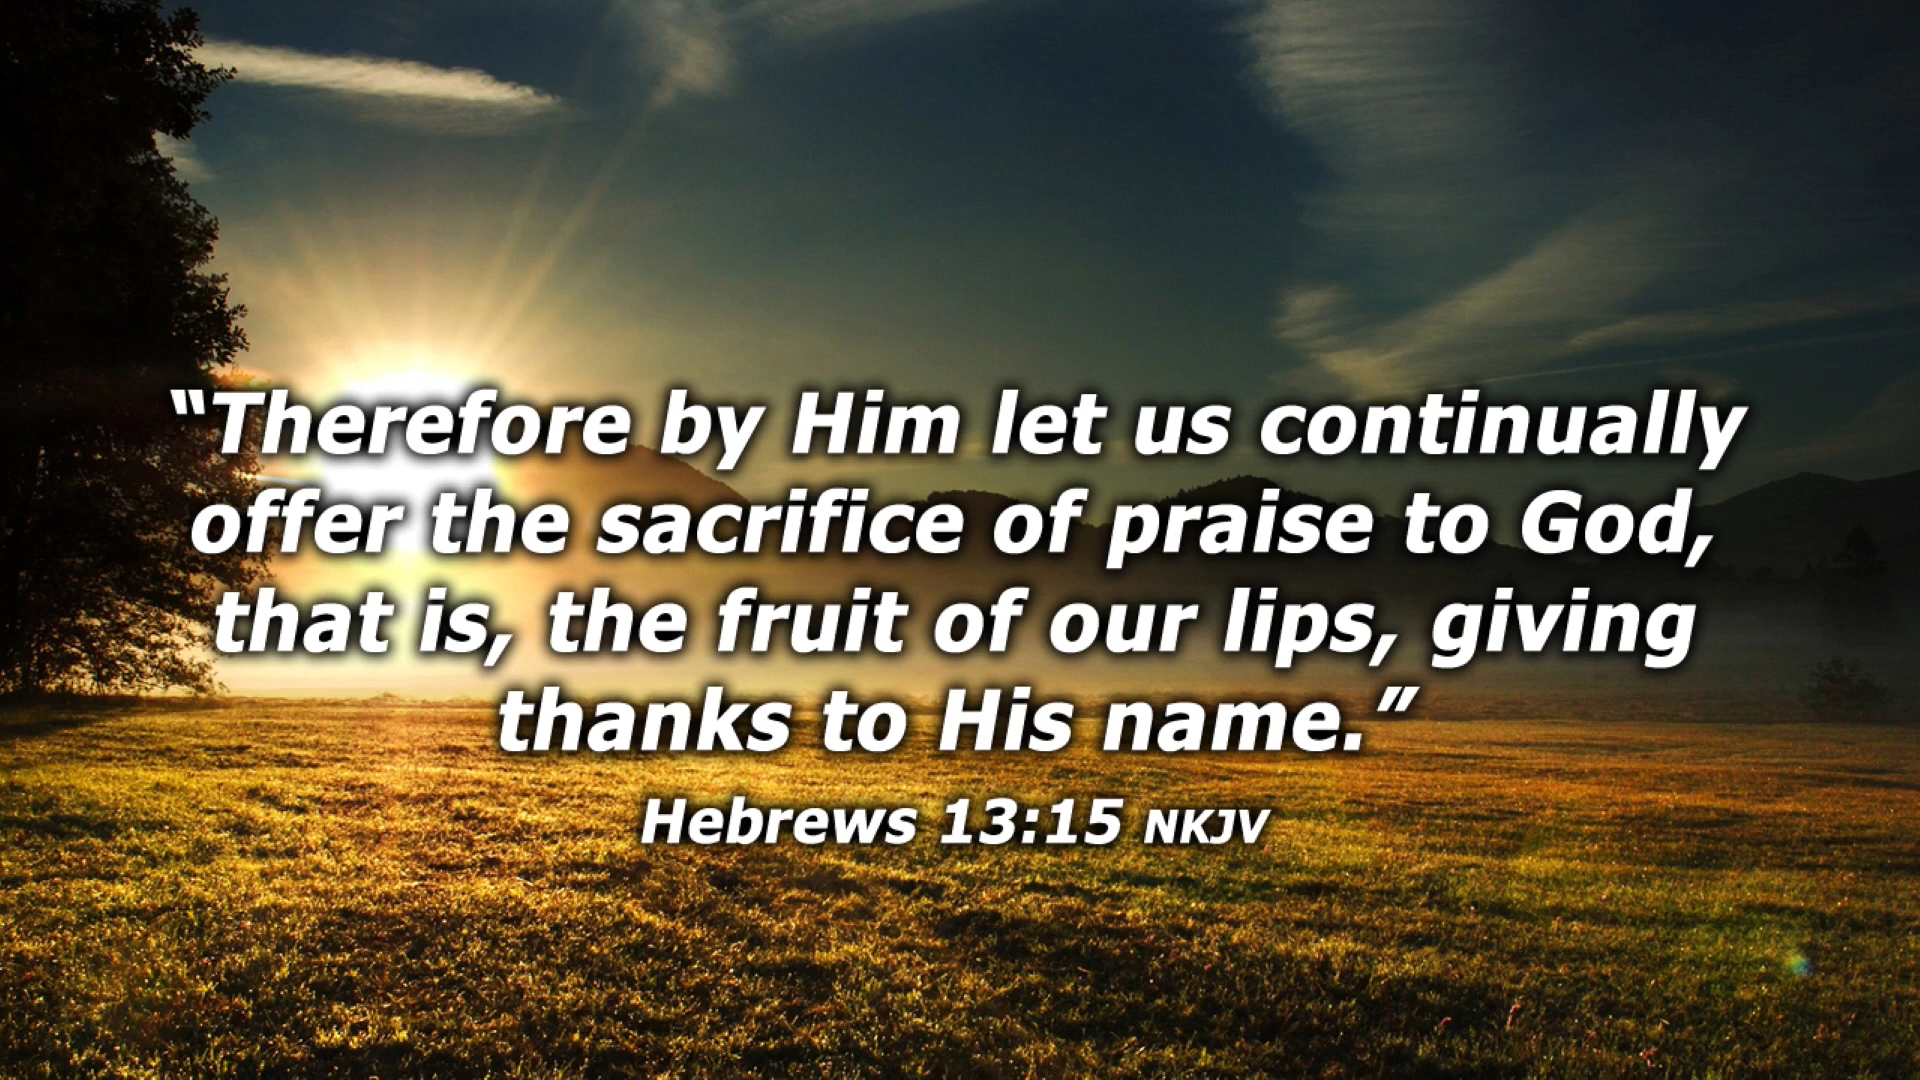 “Therefore by Him let us continually
offer the sacrifice of praise to God,
that is, the fruit of our lips, giving
thanks to His name.”
Hebrews 13:15 NKJV